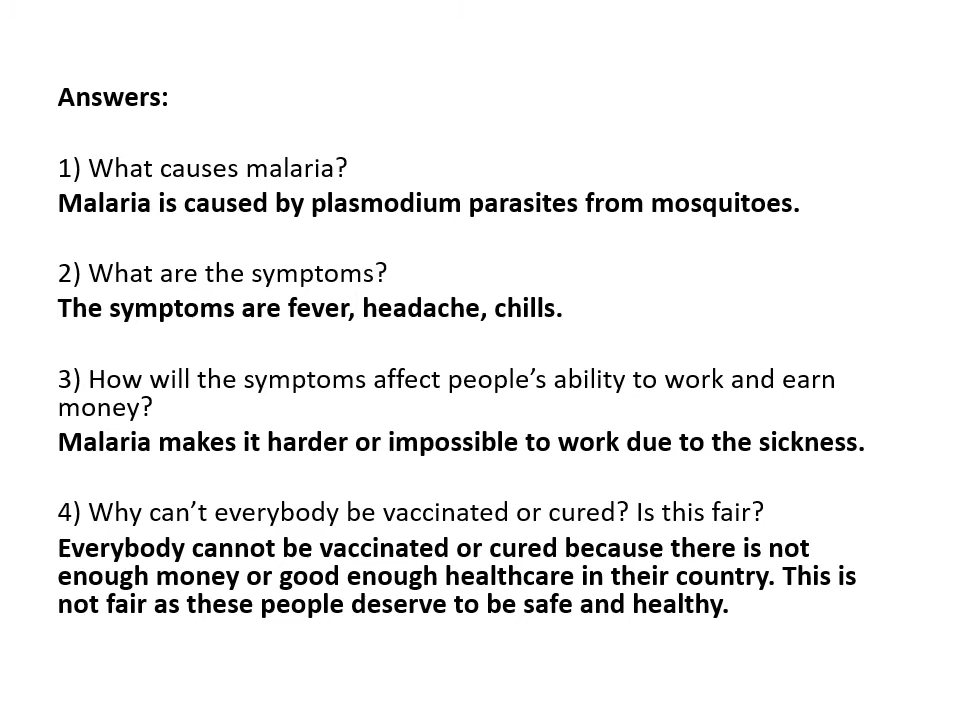 Answers:
1) What causes malaria?
Malaria is caused by plasmodium parasites from mosquitoes.
2) What are the symptoms?
The symptoms are fever, headache, chills.
3) How will the symptoms affect people’s ability to work and earn
money?
Malaria makes it harder or impossible to work due to the sickness.
4) Why can’t everybody be vaccinated or cured? Is this fair?
Everybody cannot be vaccinated or cured because there is not
enough money or good enough healthcare in their country. This is
not fair as these people deserve to be safe and healthy.